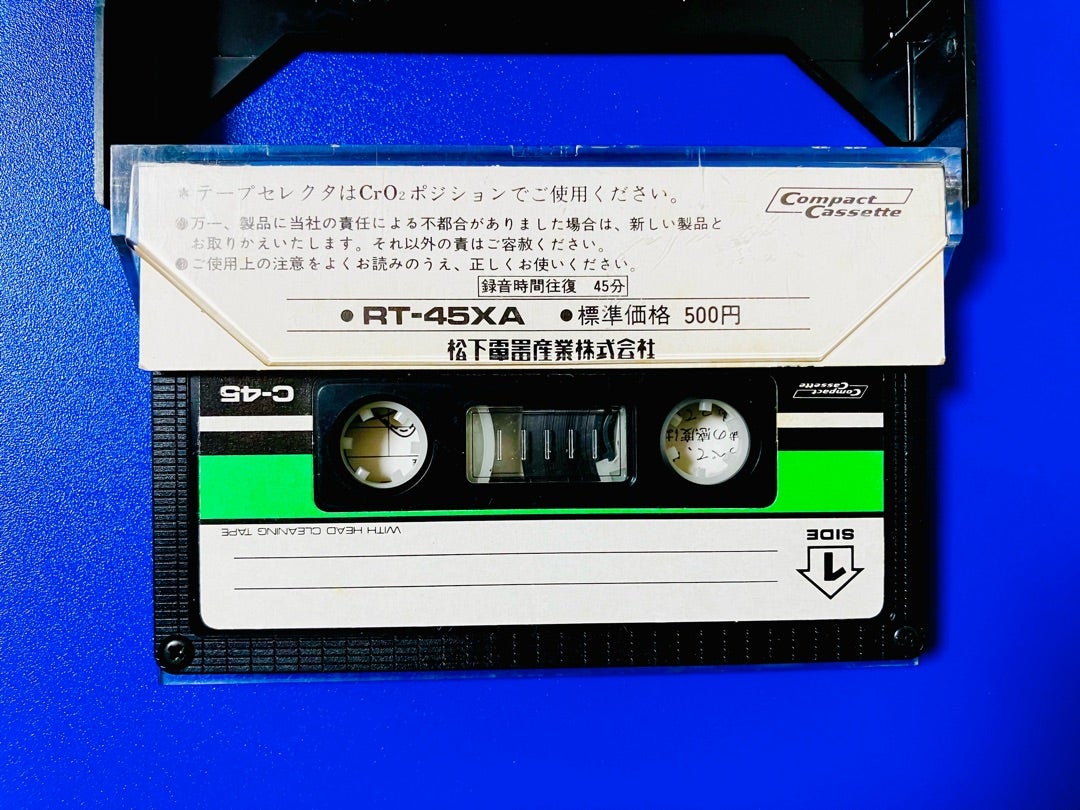 *テープセレクタはCrO₂ポジションでご使用ください。
Compact
Cassette
●万一、製品に当社の責任による不都合がありました場合は、新しい製品と
お取りかえいたします。それ以外の責はご容赦ください。
●ご使用上の注意をよくお読みのうえ、正しくお使いください。
録音時間往復 45分
●RT-45XA ●標準価格 500円
松下電器産業株式会社
C-45
Compact
Cassette
の感度は
WITH HEAD CLEANING TAPE
SIDE
1